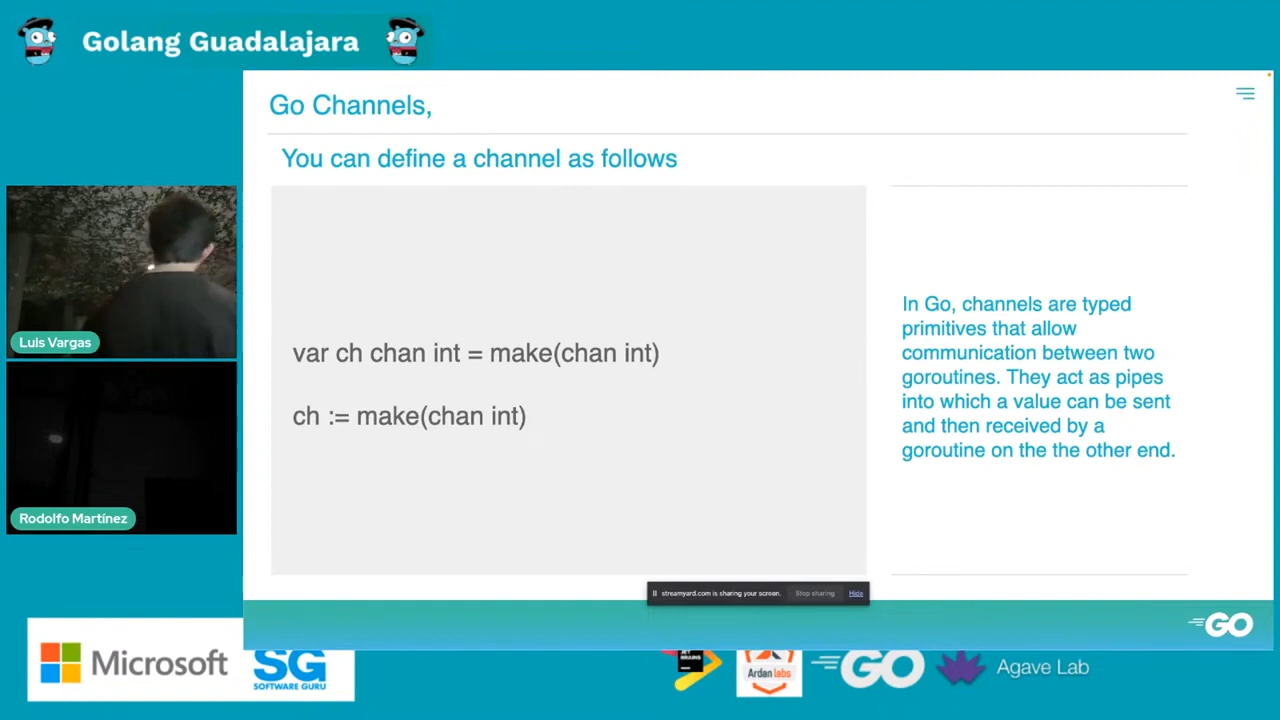 Golang Guadalajara
Go Channels,
You can define a channel as follows
var ch chan int = make(chan int)
ch := make(chan int)
In Go, channels are typed
primitives that allow
communication between two
goroutines. They act as pipes
into which a value can be sent
and then received by a
goroutine on the the other end.
Luis Vargas
Rodolfo Martínez
streamyard.com is sharing your screen.
Stop sharing
Hide
GO
Microsoft
SG
SOFTWARE GURU
JET
BRAINS
Ardan labs
GO
Agave Lab